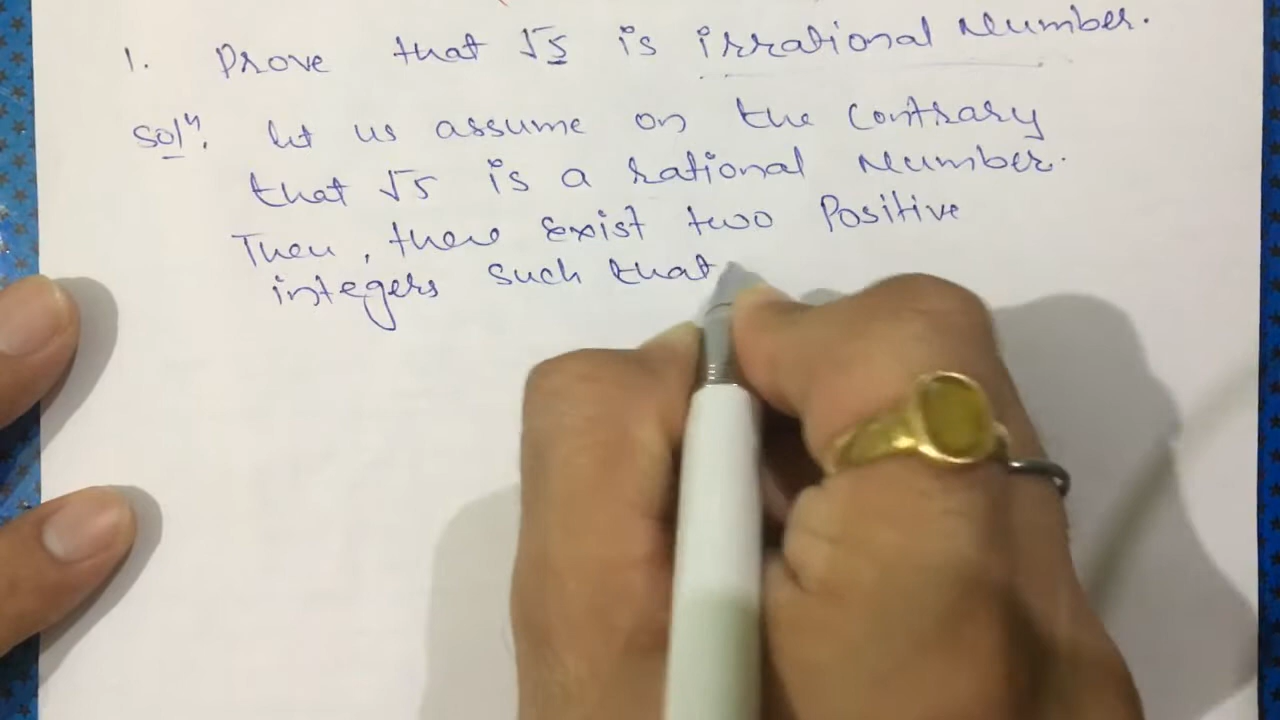 1. Prove that √5 is irrational Number.
Solⁿ: let us assume on the contrary
that √5 is a rational Number.
Then, there exist two Positive
integers such that